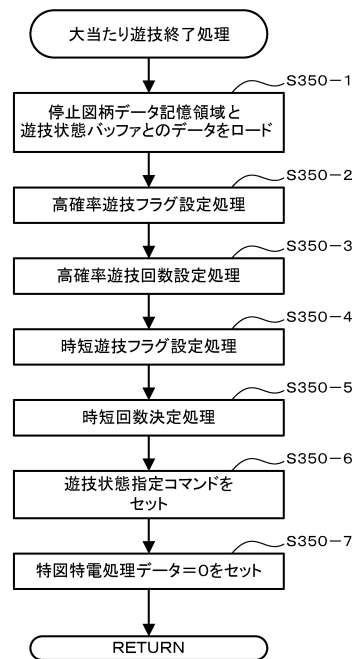 大当たり遊技終了処理
S350-1
停止図柄データ記憶領域と
遊技状態バッファとのデータをロード
S350-2
高確率遊技フラグ設定処理
S350-3
高確率遊技回数設定処理
S350-4
時短遊技フラグ設定処理
S350-5
時短回数決定処理
S350-6
遊技状態指定コマンドを
セット
S350-7
特図特電処理データ=0をセット
RETURN